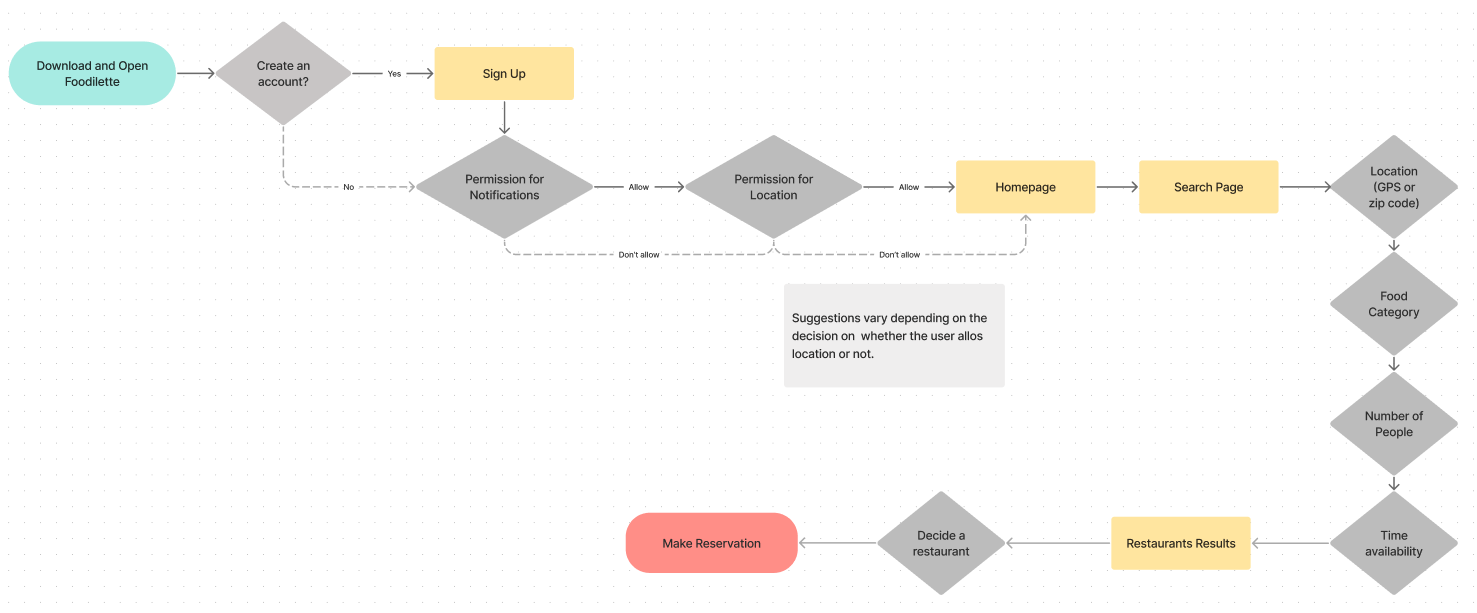 Download and Open
Foodilette
Create an
account?
Yes
Sign Up
No
Permission for
Notifications
Allow
Permission for
Location
Allow
Homepage
Search Page
Location
(GPS or
zip code)
Don't allow
Don't allow
Suggestions vary depending on the
decision on  whether the user allos
location or not.
Food
Category
Number of
People
Time
availability
Restaurants Results
Decide a
restaurant
Make Reservation